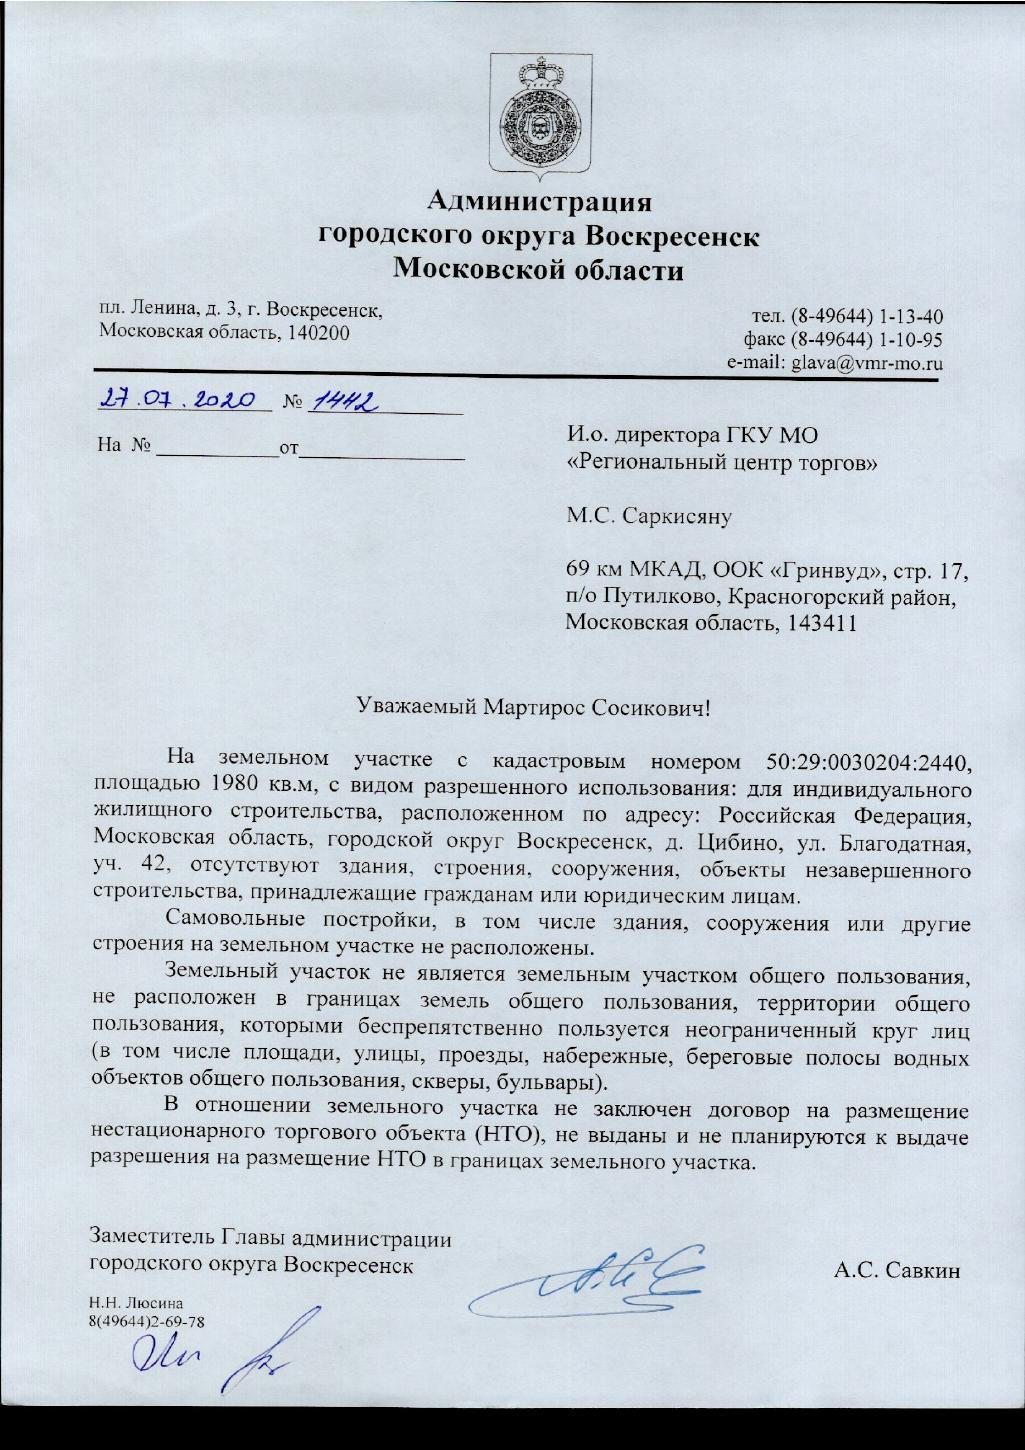 Администрация
городского округа Воскресенск
Московской области
пл. Ленина, д. 3, г. Воскресенск,
Московская область, 140200
тел. (8-49644) 1-13-40
факс (8-49644) 1-10-95
e-mail: glava@vmr-mo.ru
27.07.2020 № 1442
На № ____________от________________
И.о. директора ГКУ МО
«Региональный центр торгов»
М.С. Саркисяну
69 км МКАД, ООК «Гринвуд», стр. 17,
п/о Путилково, Красногорский район,
Московская область, 143411
Уважаемый Мартирос Сосикович!
На земельном участке с кадастровым номером 50:29:0030204:2440,
площадью 1980 кв.м, с видом разрешенного использования: для индивидуального
жилищного строительства, расположенном по адресу: Российская Федерация,
Московская область, городской округ Воскресенск, д. Цибино, ул. Благодатная,
уч. 42, отсутствуют здания, строения, сооружения, объекты незавершенного
строительства, принадлежащие гражданам или юридическим лицам.
Самовольные постройки, в том числе здания, сооружения или другие
строения на земельном участке не расположены.
Земельный участок не является земельным участком общего пользования,
не расположен в границах земель общего пользования, территории общего
пользования, которыми беспрепятственно пользуется неограниченный круг лиц
(в том числе площади, улицы, проезды, набережные, береговые полосы водных
объектов общего пользования, скверы, бульвары).
В отношении земельного участка не заключен договор на размещение
нестационарного торгового объекта (НТО), не выданы и не планируются к выдаче
разрешения на размещение НТО в границах земельного участка.
Заместитель Главы администрации
городского округа Воскресенск
А.С. Савкин
Н.Н. Люсина
8(49644)2-69-78